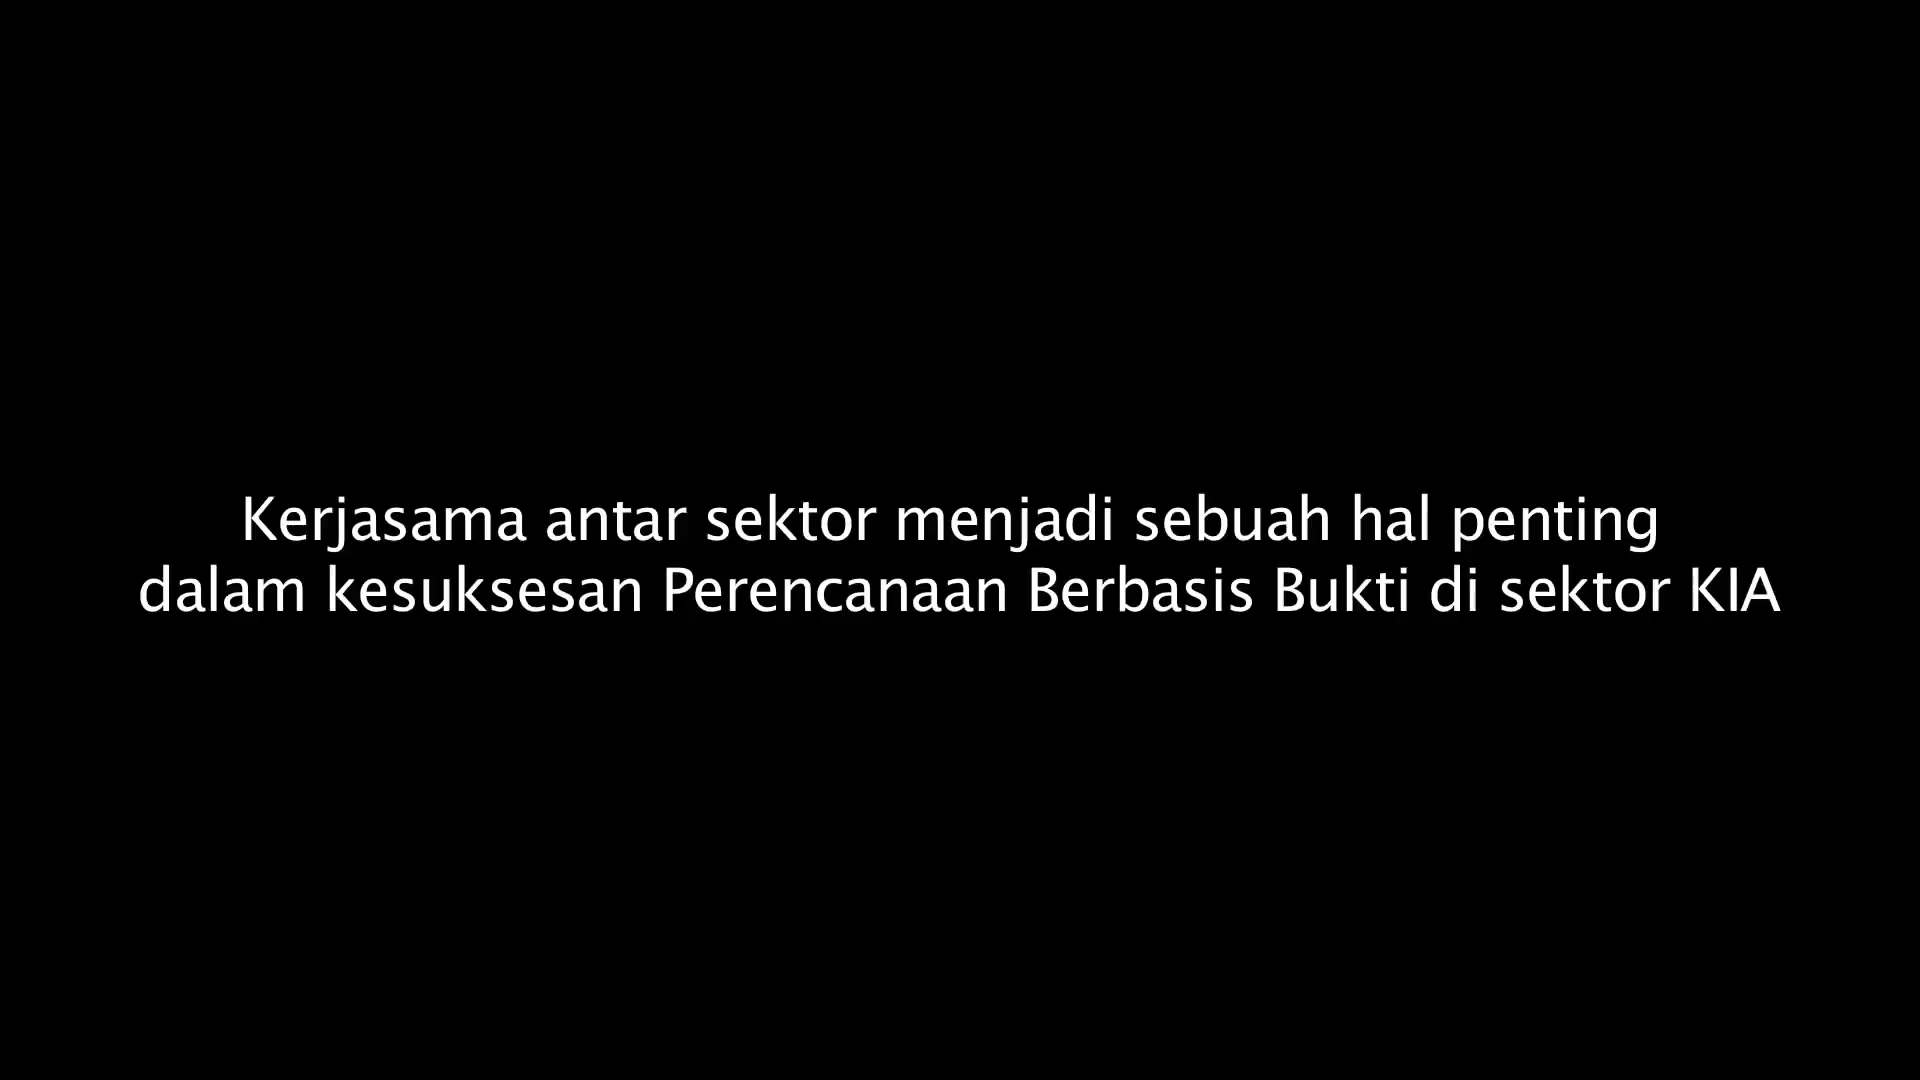 Kerjasama antar sektor menjadi sebuah hal penting
dalam kesuksesan Perencanaan Berbasis Bukti di sektor KIA